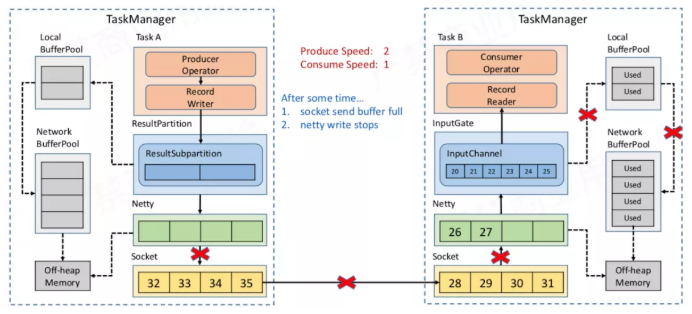 TaskManager
Local
BufferPool
Task A
Producer
Operator
Record
Writer
Network
BufferPool
ResultPartition
ResultSubpartition
Netty
Socket
Off-heap
Memory
32 33 34 35
Produce Speed: 2
Consume Speed: 1
After some time...
1. socket send buffer full
2. netty write stops
TaskManager
Task B
Consumer
Operator
Record
Reader
Local
BufferPool
Used
Used
InputGate
InputChannel
20 21 22 23 24 25
Network
BufferPool
Used
Used
Used
Used
Netty
26 27
Socket
28 29 30 31
Off-heap
Memory